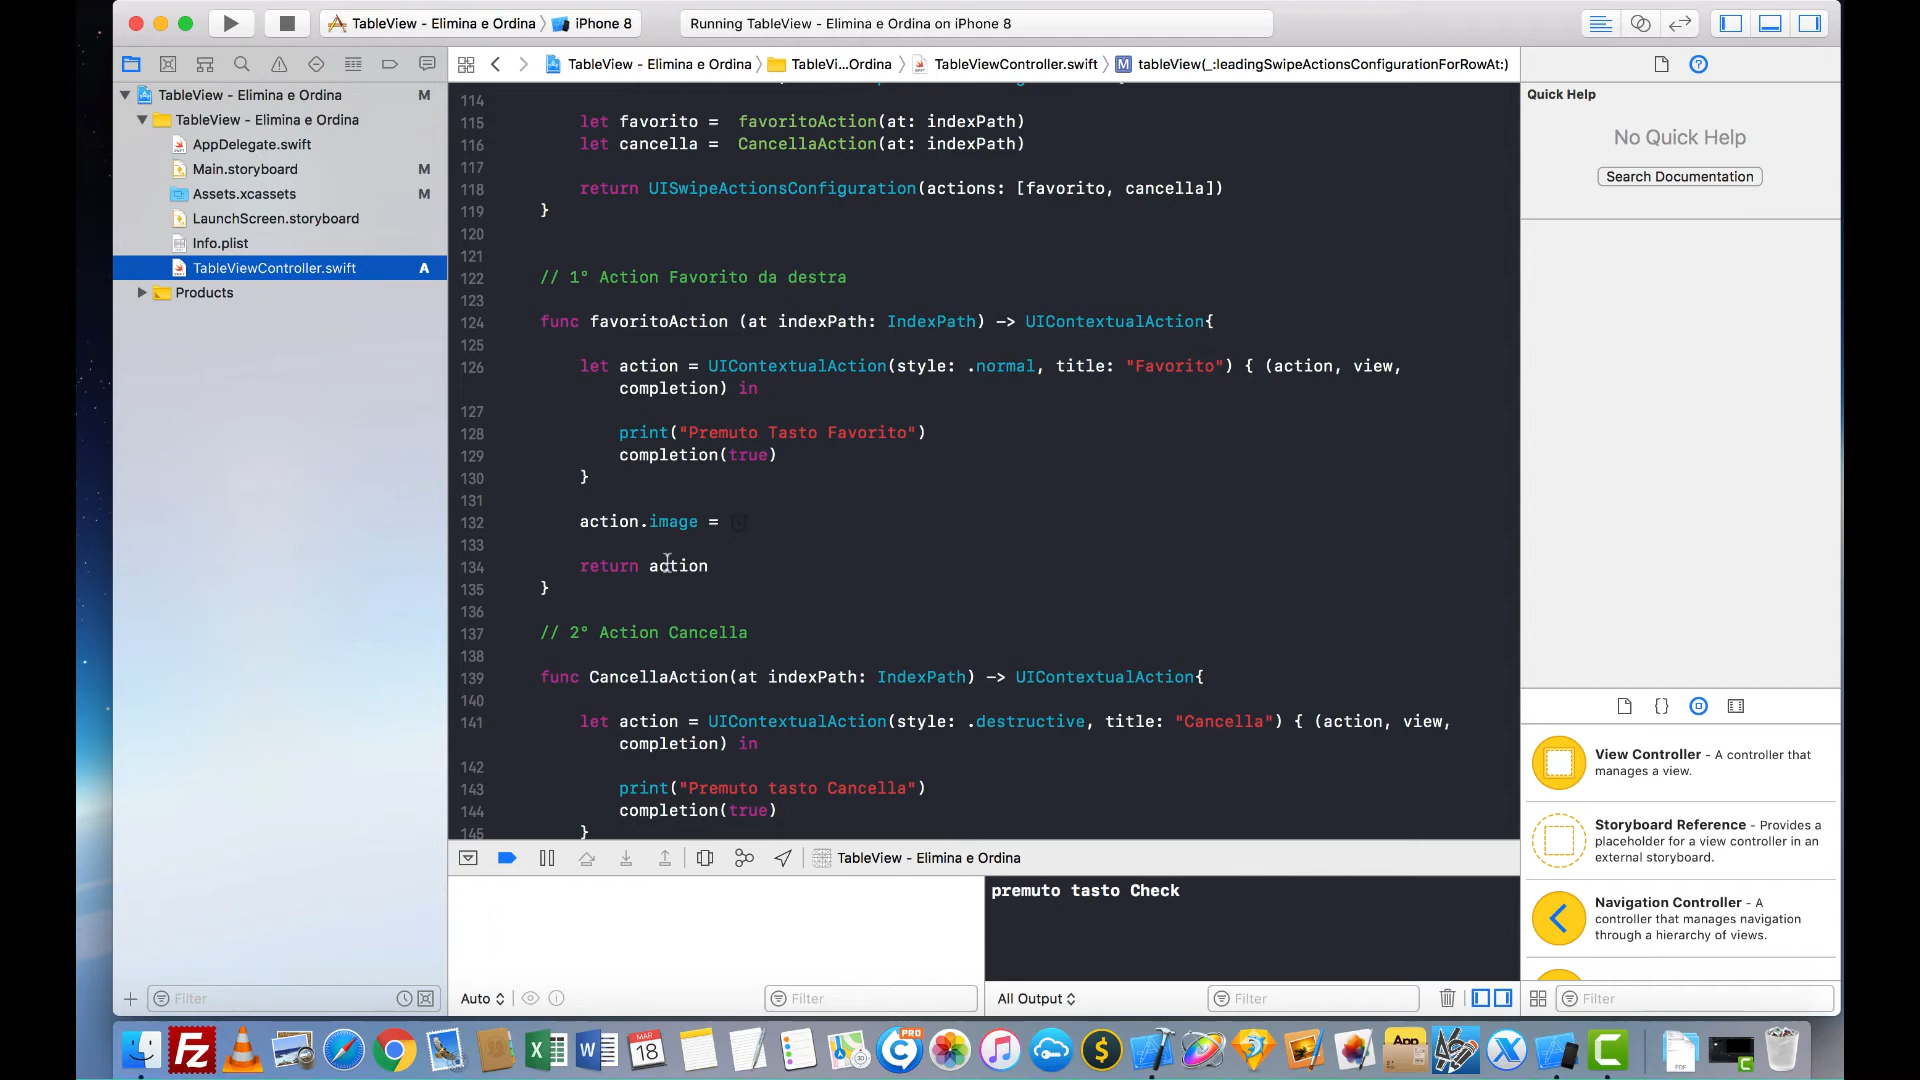 TableView - Elimina e Ordina
iPhone 8
Running TableView - Elimina e Ordina on iPhone 8
TableView - Elimina e Ordina
TableVi...Ordina
TableViewController.swift
M
tableView(_:leadingSwipeActionsConfigurationForRowAt:)
TableView - Elimina e Ordina
M
TableView - Elimina e Ordina
AppDelegate.swift
Main.storyboard
M
Assets.xcassets
M
LaunchScreen.storyboard
Info.plist
TableViewController.swift
A
Products
114
115 let favorito = favoritoAction(at: indexPath)
116 let cancella = CancellaAction(at: indexPath)
117
118 return UISwipeActionsConfiguration(actions: [favorito, cancella])
119 }
120
121
122 // 1° Action Favorito da destra
123
124 func favoritoAction (at indexPath: IndexPath) -> UIContextualAction{
125
126 let action = UIContextualAction(style: .normal, title: "Favorito") { (action, view,
completion) in
127
128 print("Premuto Tasto Favorito")
129 completion(true)
130 }
131
132 action.image =
133
134 return action
135 }
136
137 // 2° Action Cancella
138
139 func CancellaAction(at indexPath: IndexPath) -> UIContextualAction{
140
141 let action = UIContextualAction(style: .destructive, title: "Cancella") { (action, view,
completion) in
142
143 print("Premuto tasto Cancella")
144 completion(true)
145 }
TableView - Elimina e Ordina
premuto tasto Check
Filter
Auto
Filter
All Output
Filter
Quick Help
No Quick Help
Search Documentation
View Controller - A controller that
manages a view.
Storyboard Reference - Provides a
placeholder for a view controller in an
external storyboard.
Navigation Controller - A
controller that manages navigation
through a hierarchy of views.
Filter
Fz
MAR
18
PRO
App
PDF